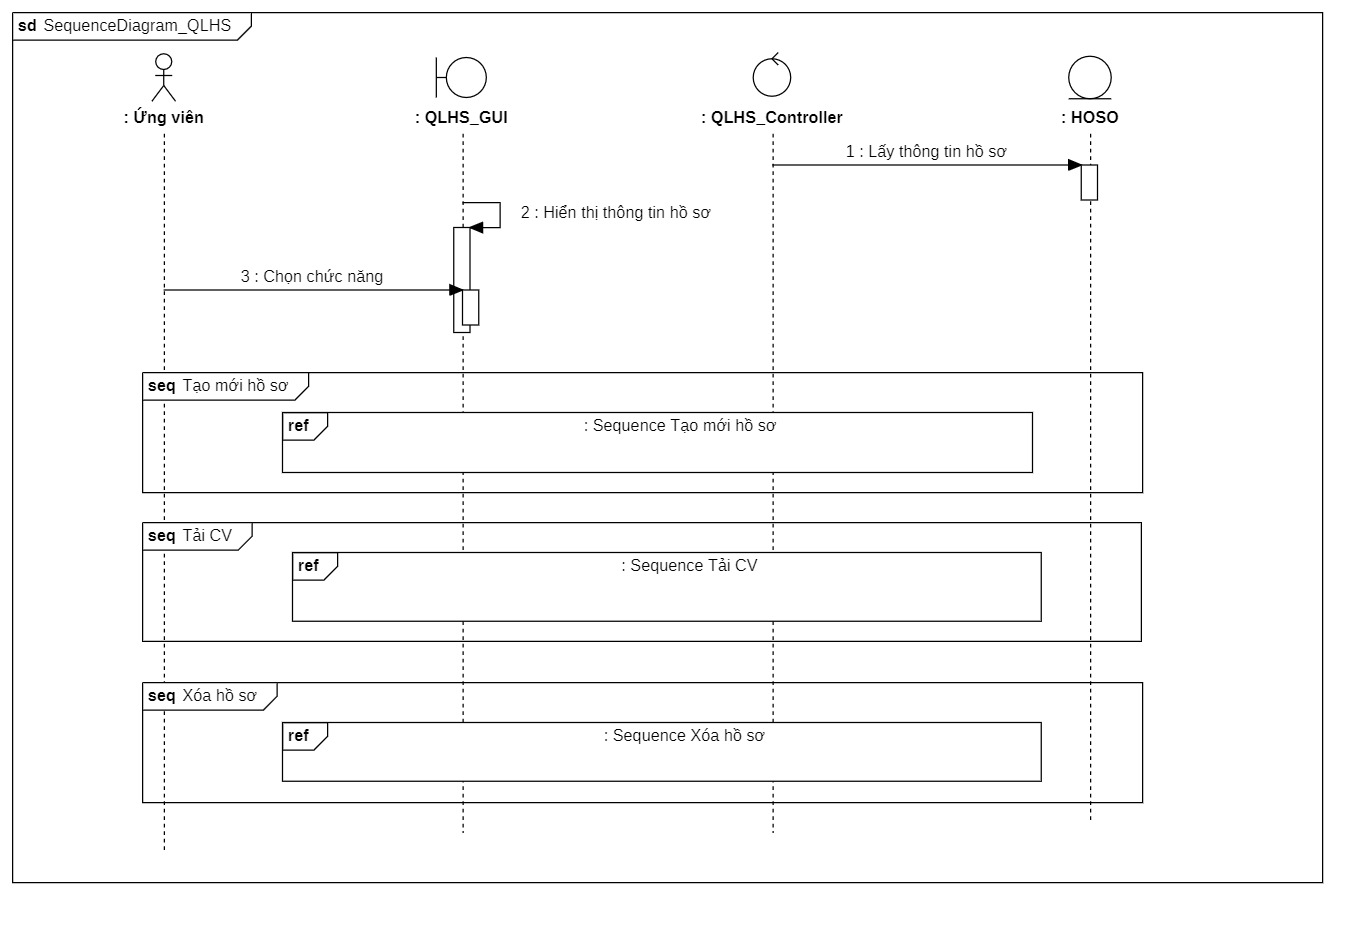 sd SequenceDiagram_QLHS
: Ứng viên
: QLHS_GUI
: QLHS_Controller
: HOSO
1 : Lấy thông tin hồ sơ
2 : Hiển thị thông tin hồ sơ
3 : Chọn chức năng
seq Tạo mới hồ sơ
ref : Sequence Tạo mới hồ sơ
seq Tải CV
ref : Sequence Tải CV
seq Xóa hồ sơ
ref : Sequence Xóa hồ sơ